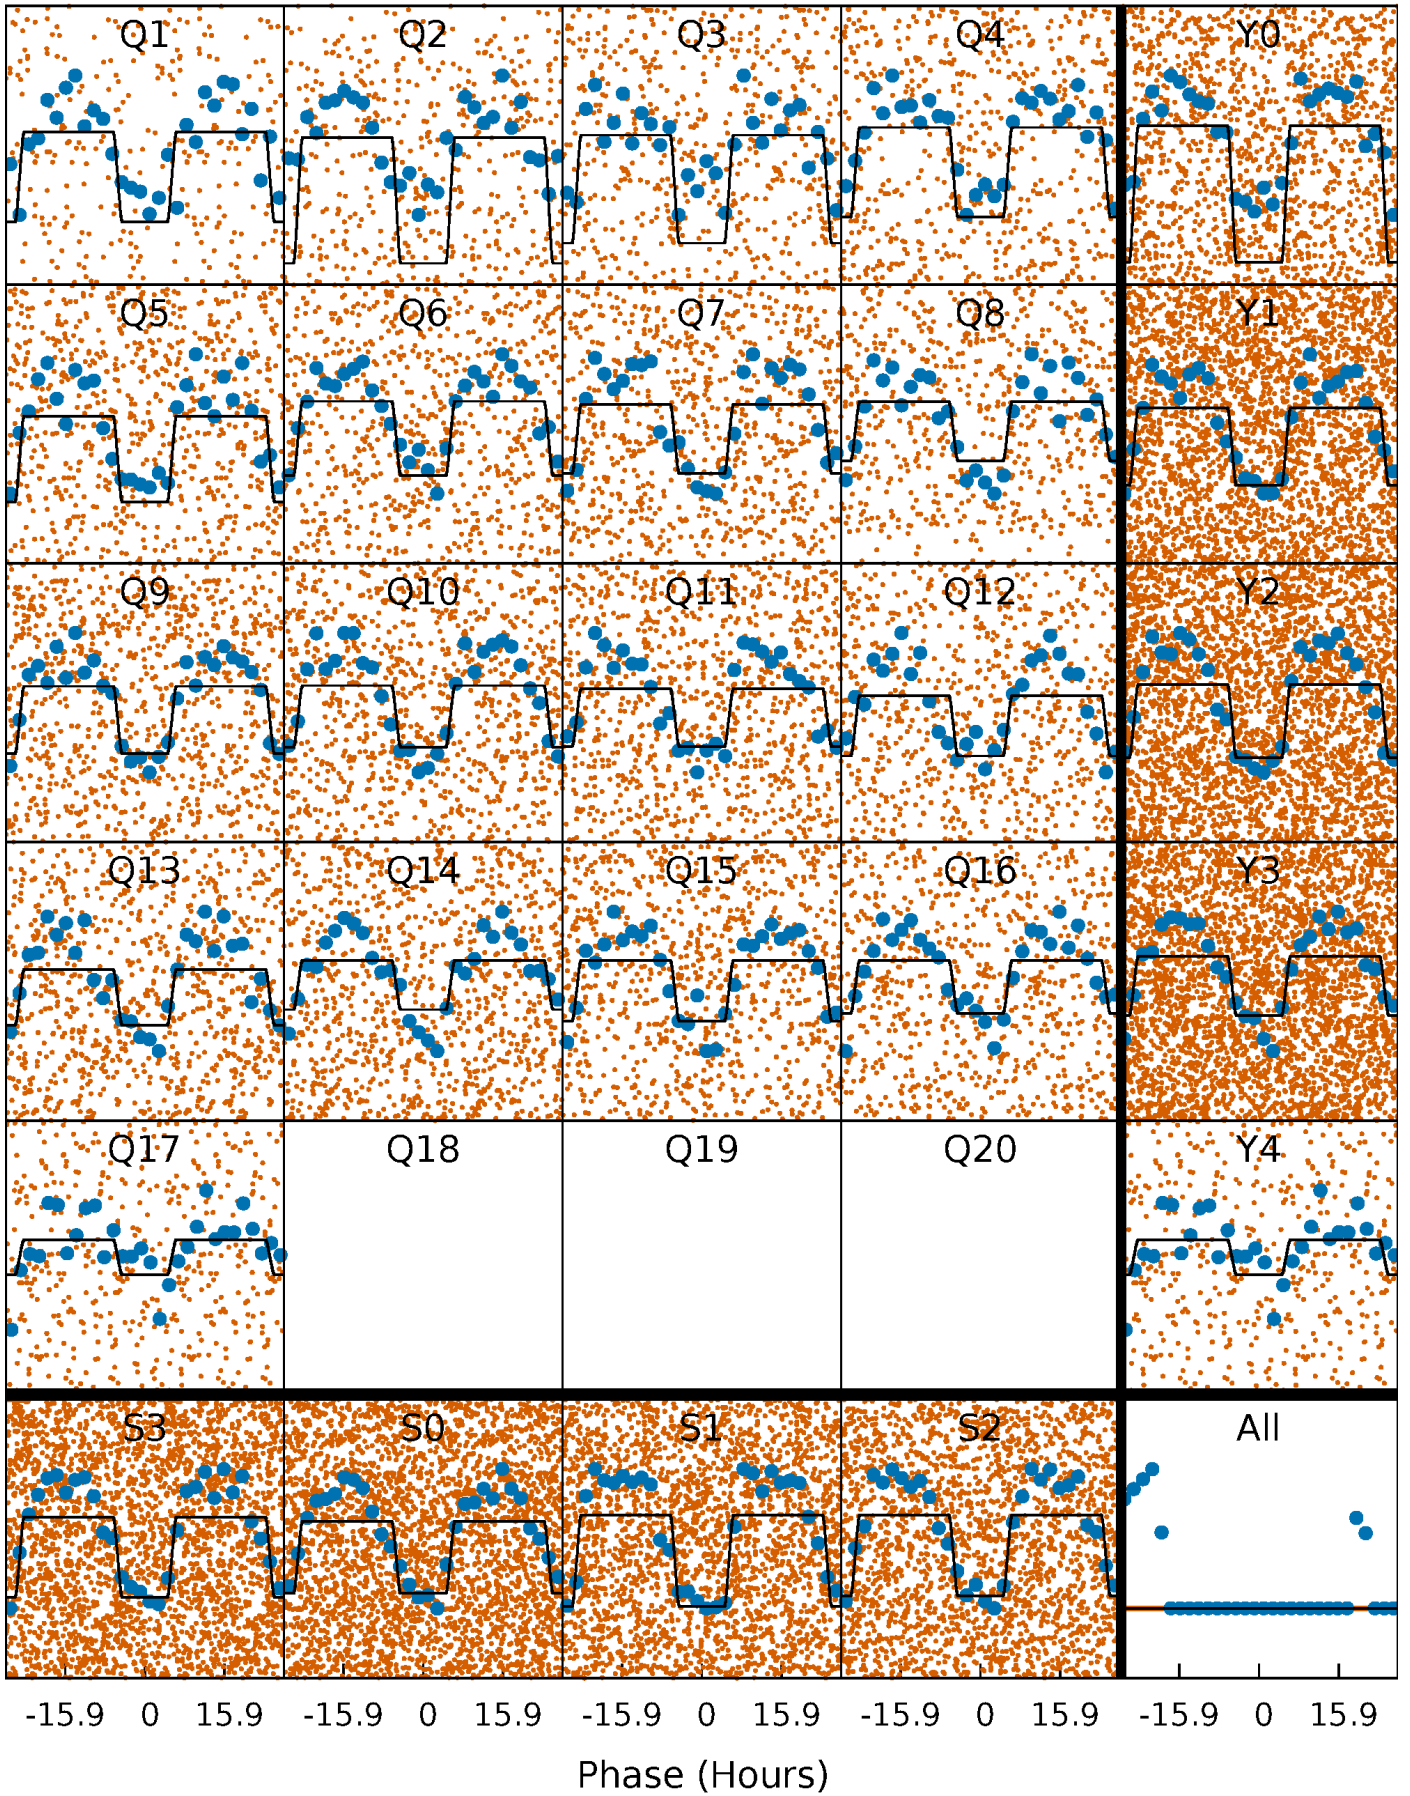 Q1 Q2 Q3 Q4 Y0
Q5 Q6 Q7 Q8 Y1
Q9 Q10 Q11 Q12 Y2
Q13 Q14 Q15 Q16 Y3
Q17 Q18 Q19 Q20 Y4
S3 S0 S1 S2 All
-15.9 0 15.9 -15.9 0 15.9 -15.9 0 15.9 -15.9 0 15.9 -15.9 0 15.9
Phase (Hours)